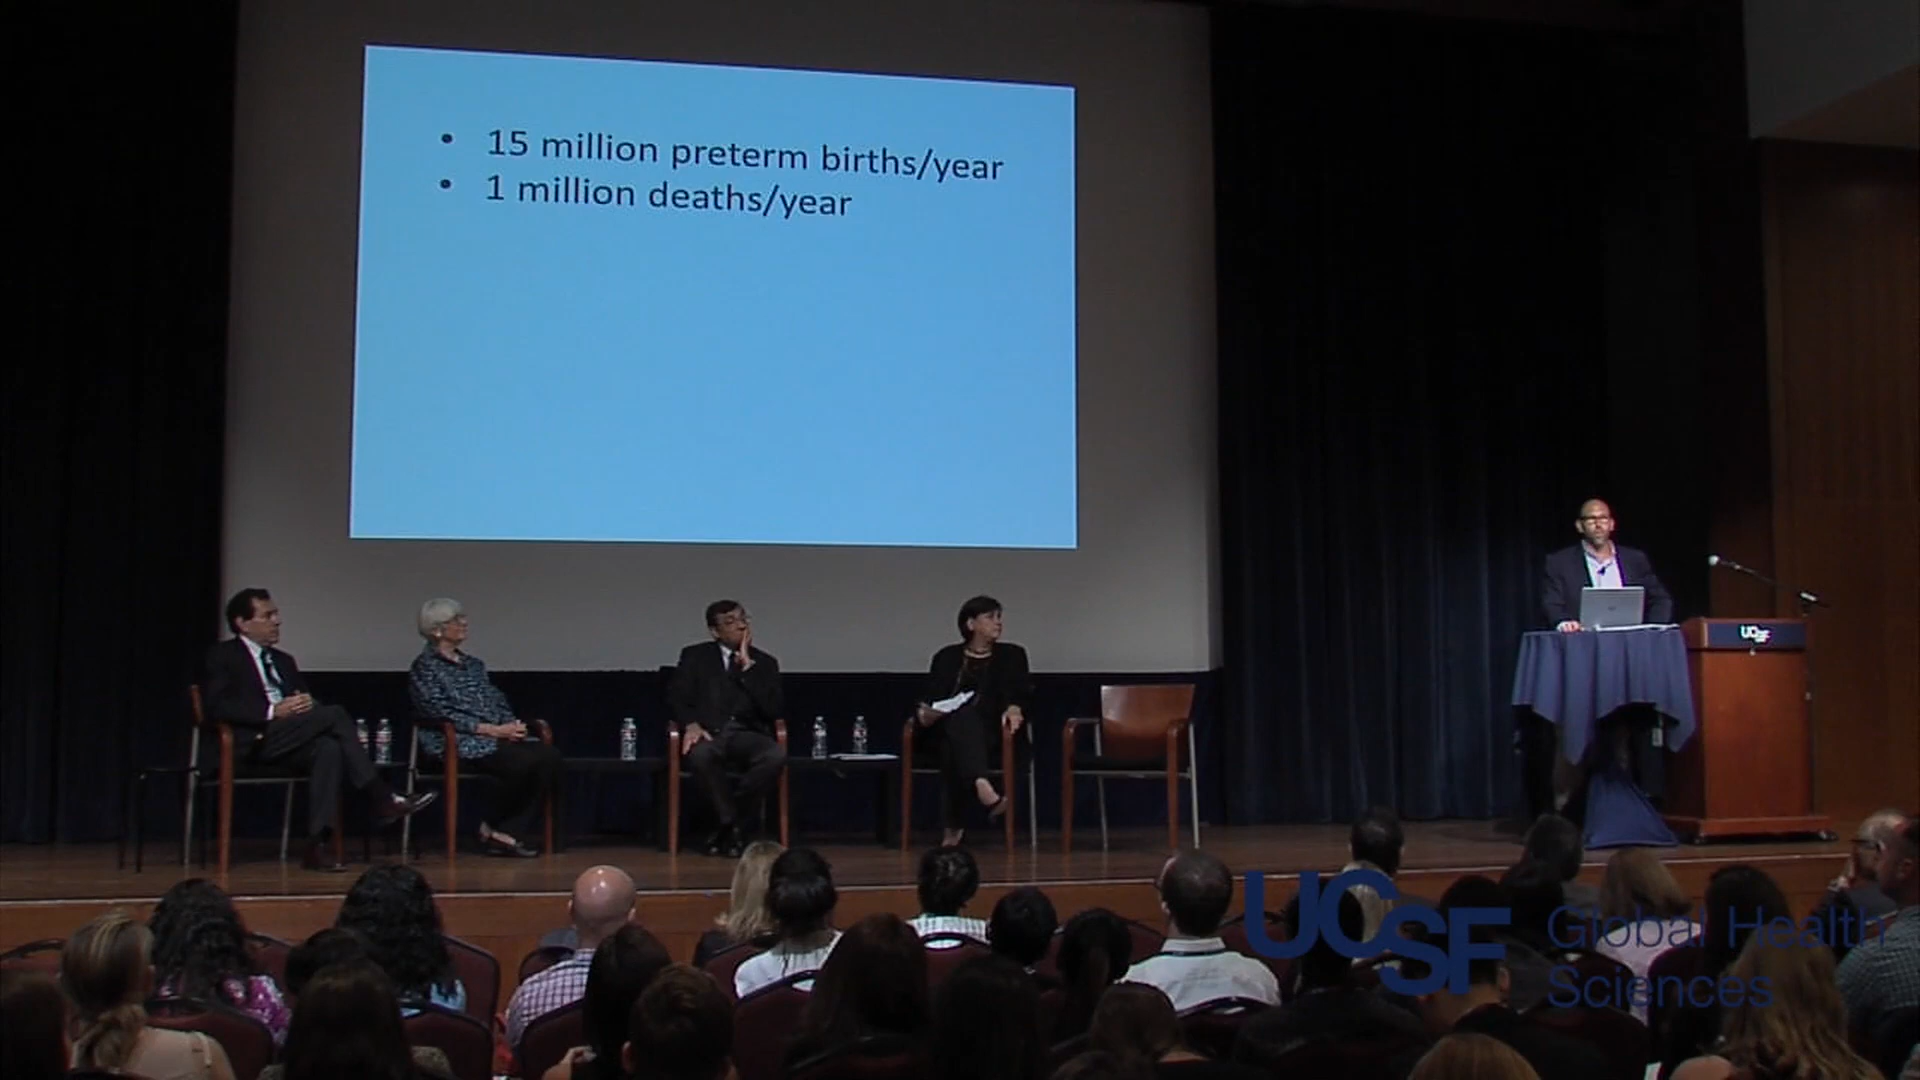 • 15 million preterm births/year
• 1 million deaths/year
UCSF
UCSF Global Health
Sciences